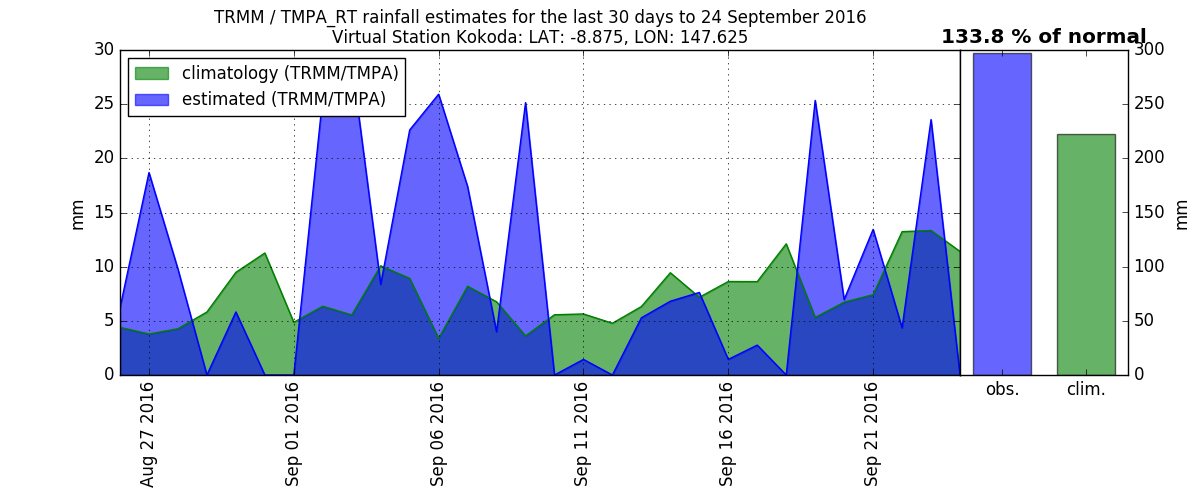 TRMM / TMPA_RT rainfall estimates for the last 30 days to 24 September 2016
Virtual Station Kokoda: LAT: -8.875, LON: 147.625
133.8 % of normal
climatology (TRMM/TMPA)
estimated (TRMM/TMPA)
30
25
20
15
10
5
0
mm
300
250
200
150
100
50
0
mm
Aug 27 2016
Sep 01 2016
Sep 06 2016
Sep 11 2016
Sep 16 2016
Sep 21 2016
obs.
clim.